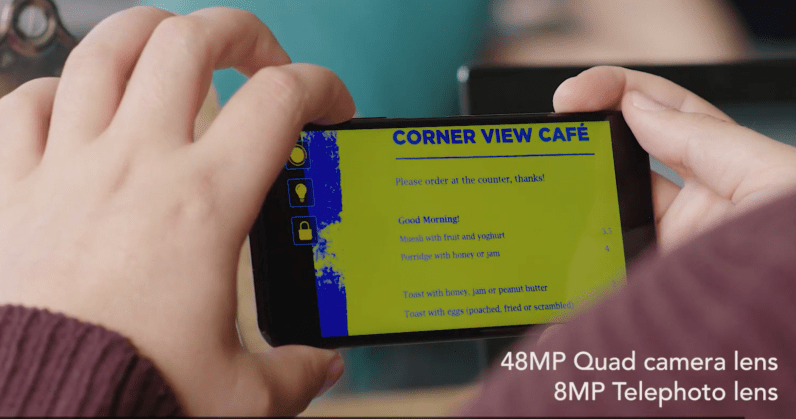 CORNER VIEW CAFÉ
Please order at the counter, thanks!
Good Morning!
Muesli with fruit and yoghurt 5.5
Porridge with honey or jam 4
Toast with honey, jam or peanut butter
Toast with eggs (poached, fried or scrambled)
48MP Quad camera lens
8MP Telephoto lens